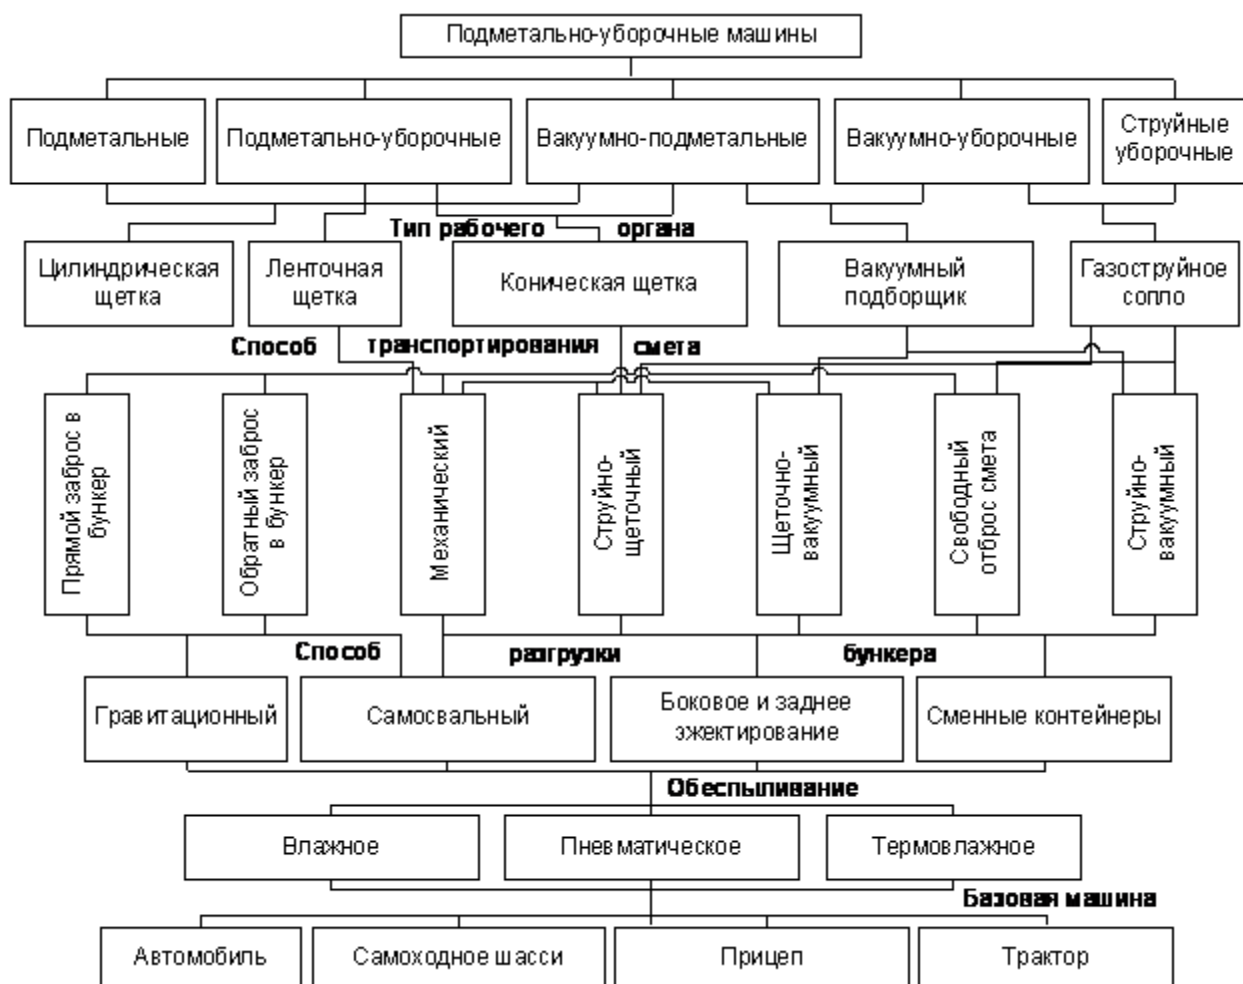 Подметально-уборочные машины
Подметальные
Подметально-уборочные
Вакуумно-подметальные
Вакуумно-уборочные
Струйные
уборочные
Тип рабочего органа
Цилиндрическая
щетка
Ленточная
щетка
Коническая щетка
Вакуумный
подборщик
Газоструйное
сопло
Способ транспортирования смета
Прямой заброс в
бункер
Обратный заброс
в бункер
Механический
Струйно-
щеточный
Щеточно-
вакуумный
Свободный
отброс смета
Струйно-
вакуумный
Способ разгрузки бункера
Гравитационный
Самосвальный
Боковое и заднее
эжектирование
Сменные контейнеры
Обеспыливание
Влажное
Пневматическое
Термовлажное
Базовая машина
Автомобиль
Самоходное шасси
Прицеп
Трактор